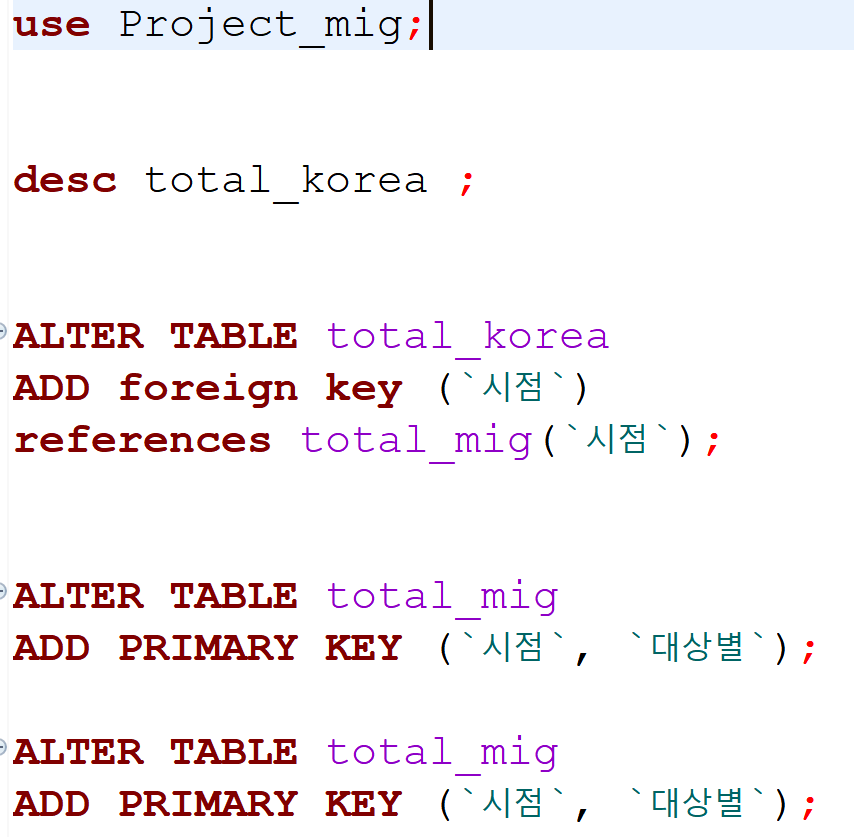 use Project_mig;
desc total_korea ;
ALTER TABLE total_korea
ADD foreign key (`시점`)
references total_mig(`시점`);
ALTER TABLE total_mig
ADD PRIMARY KEY (`시점`, `대상별`);
ALTER TABLE total_mig
ADD PRIMARY KEY (`시점`, `대상별`);